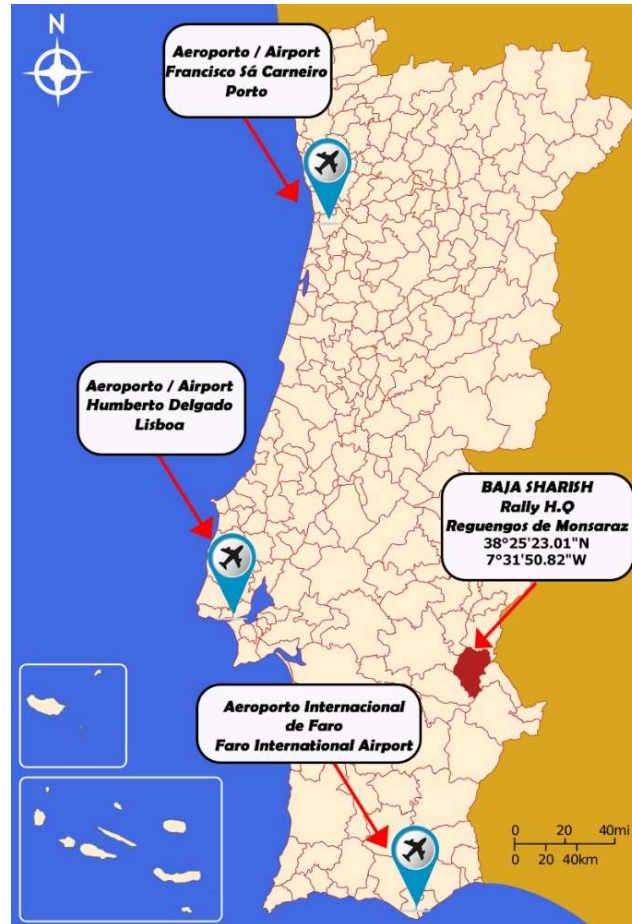 N
Aeroporto / Airport
Francisco Sá Carneiro
Porto
Aeroporto / Airport
Humberto Delgado
Lisboa
BAJA SHARISH
Rally H.Q
Reguengos de Monsaraz
38°25'23.01"N
7°31'50.82"W
Aeroporto Internacional
de Faro
Faro International Airport
0 20 40mi
0 20 40km